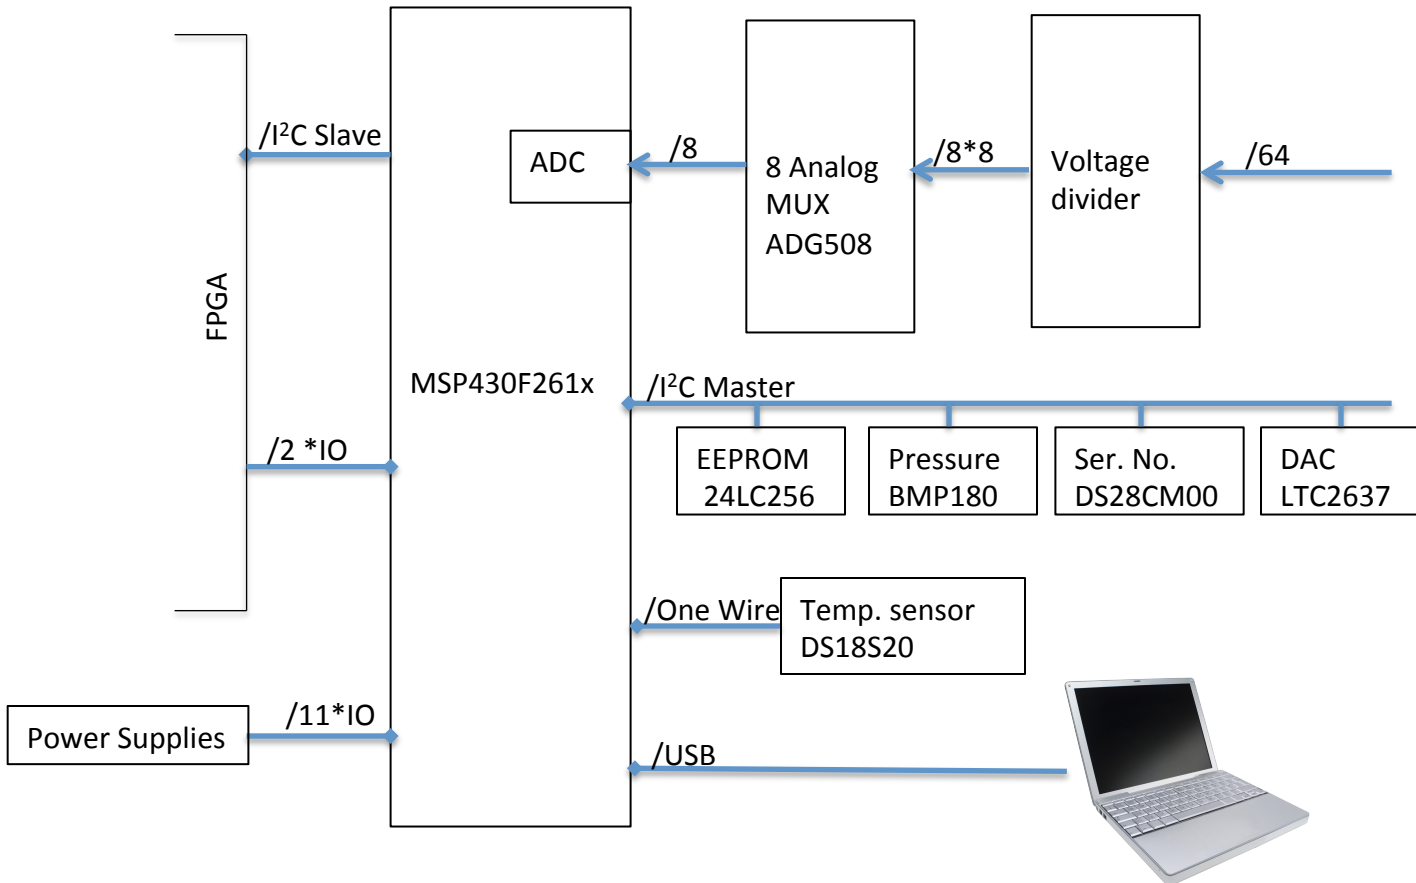 /I²C Slave
ADC
/8
8 Analog
MUX
ADG508
/8*8
Voltage
divider
/64
FPGA
MSP430F261x
/I²C Master
/2 *IO
EEPROM
24LC256
Pressure
BMP180
Ser. No.
DS28CM00
DAC
LTC2637
/One Wire
Temp. sensor
DS18S20
Power Supplies
/11*IO
/USB